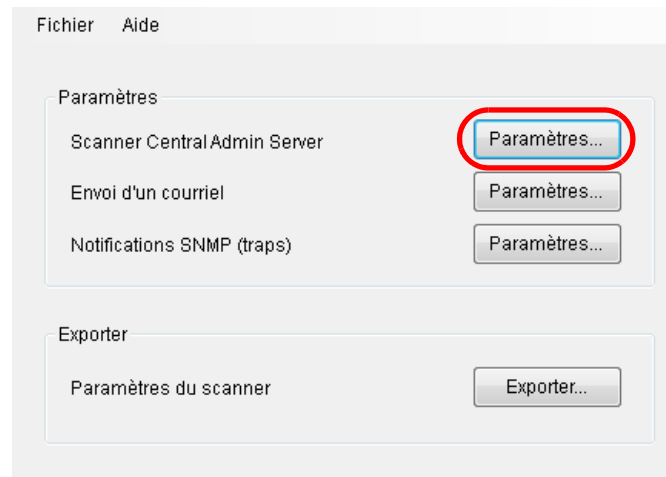 Fichier Aide
Paramètres
Scanner Central Admin Server Paramètres...
Envoi d'un courriel Paramètres...
Notifications SNMP (traps) Paramètres...
Exporter
Paramètres du scanner Exporter...